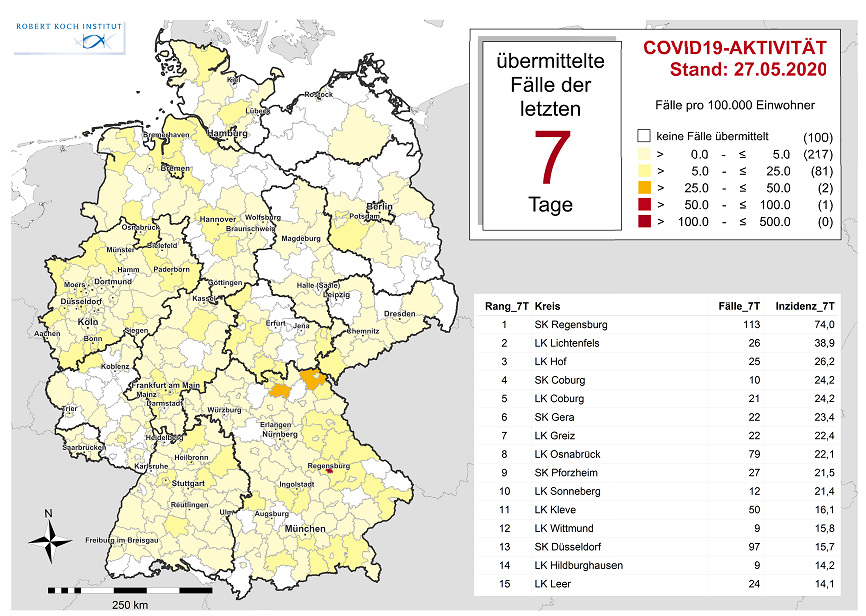 ROBERT KOCH INSTITUT
übermittelte
Fälle der
letzten
7
Tage
COVID19-AKTIVITÄT
Stand: 27.05.2020
Fälle pro 100.000 Einwohner
keine Fälle übermittelt (100)
> 0.0 - ≤ 5.0 (217)
> 5.0 - ≤ 25.0 (81)
> 25.0 - ≤ 50.0 (2)
> 50.0 - ≤ 100.0 (1)
> 100.0 - ≤ 500.0 (0)
Kiel
Rostock
Lübeck
Hamburg
Bremerhaven
Bremen
Berlin
Potsdam
Hannover
Wolfsburg
Braunschweig
Osnabrück
Magdeburg
Münster
Bielefeld
Hamm
Paderborn
Göttingen
Halle (Saale)
Leipzig
Moers
Dortmund
Düsseldorf
Kassel
Dresden
Köln
Erfurt
Jena
Chemnitz
Aachen
Bonn
Siegen
Koblenz
Frankfurt am Main
Mainz
Darmstadt
Trier
Würzburg
Erlangen
Nürnberg
Saarbrücken
Heidelberg
Heilbronn
Karlsruhe
Regensburg
Stuttgart
Ingolstadt
Reutlingen
Ulm
Augsburg
München
Freiburg im Breisgau
N
250 km
Rang_7T Kreis Fälle_7T Inzidenz_7T
1 SK Regensburg 113 74,0
2 LK Lichtenfels 26 38,9
3 LK Hof 25 26,2
4 SK Coburg 10 24,2
5 LK Coburg 21 24,2
6 SK Gera 22 23,4
7 LK Greiz 22 22,4
8 LK Osnabrück 79 22,1
9 SK Pforzheim 27 21,5
10 LK Sonneberg 12 21,4
11 LK Kleve 50 16,1
12 LK Wittmund 9 15,8
13 SK Düsseldorf 97 15,7
14 LK Hildburghausen 9 14,2
15 LK Leer 24 14,1